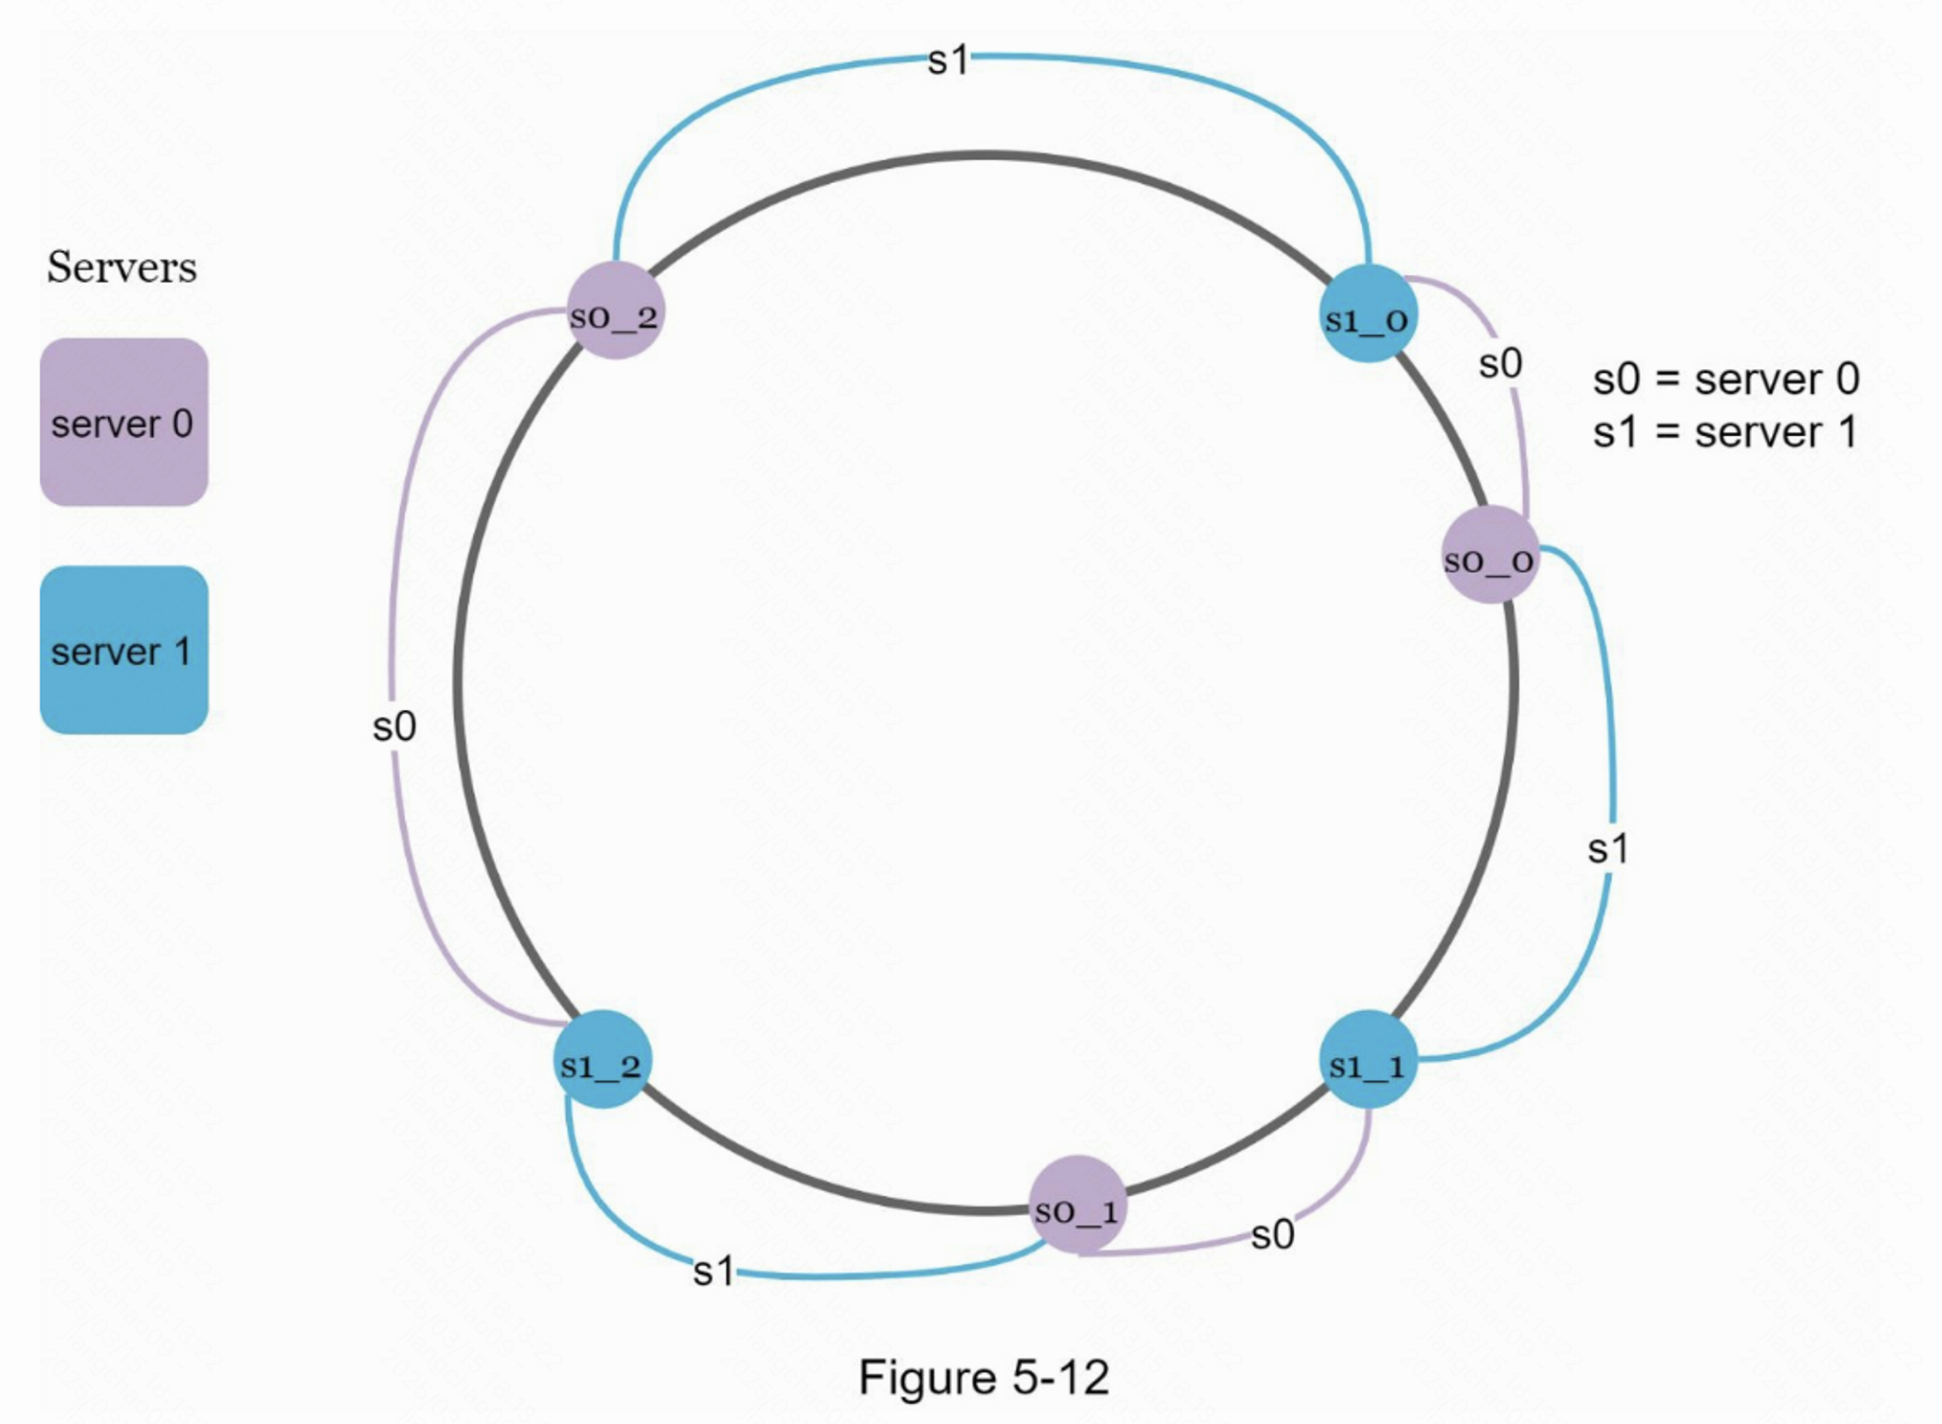 s1
Servers
s0_2
s1_0
s0
s0 = server 0
s1 = server 1
server 0
s0_0
server 1
s0
s1
s1_2
s1_1
s0_1
s0
s1
Figure 5-12